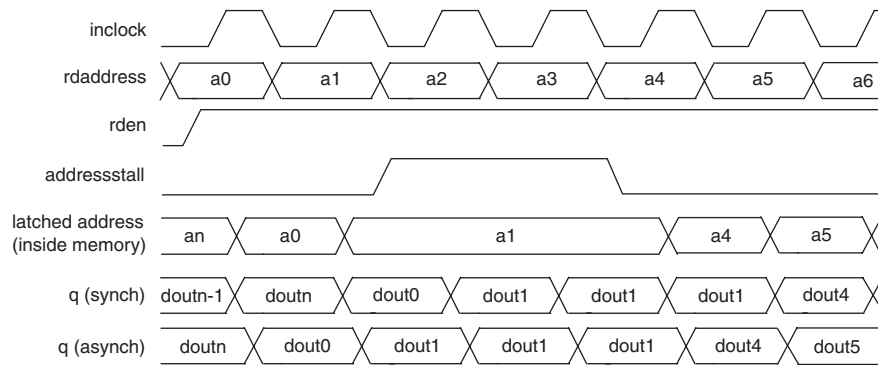 inclock
rdaddress a0 a1 a2 a3 a4 a5 a6
rden
addressstall
latched address
(inside memory) an a0 a1 a4 a5
q (synch) doutn-1 doutn dout0 dout1 dout1 dout1 dout4
q (asynch) doutn dout0 dout1 dout1 dout1 dout4 dout5